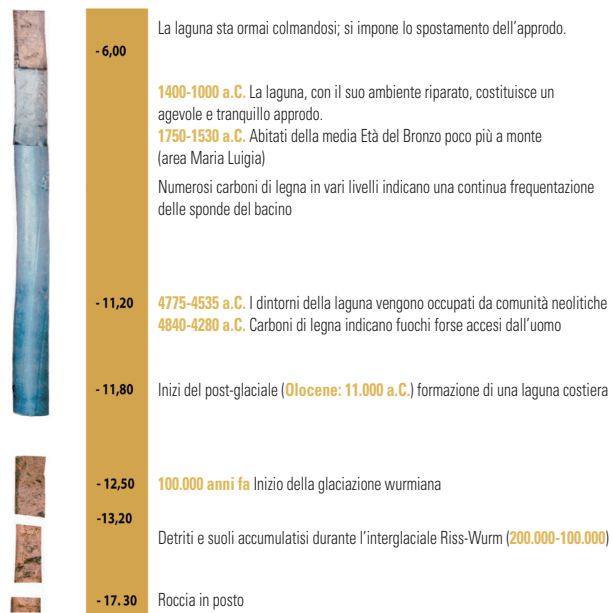 La laguna sta ormai colmandosi; si impone lo spostamento dell'approdo.
- 6,00
1400-1000 a.C. La laguna, con il suo ambiente riparato, costituisce un
agevole e tranquillo approdo.
1750-1530 a.C. Abitati della media Età del Bronzo poco più a monte
(area Maria Luigia)
Numerosi carboni di legna in vari livelli indicano una continua frequentazione
delle sponde del bacino
- 11,20 4775-4535 a.C. I dintorni della laguna vengono occupati da comunità neolitiche
4840-4280 a.C. Carboni di legna indicano fuochi forse accesi dall'uomo
- 11,80 Inizi del post-glaciale (Olocene: 11.000 a.C.) formazione di una laguna costiera
- 12,50 100.000 anni fa Inizio della glaciazione wurmiana
-13,20
Detriti e suoli accumulatisi durante l'interglaciale Riss-Wurm (200.000-100.000)
- 17. 30 Roccia in posto